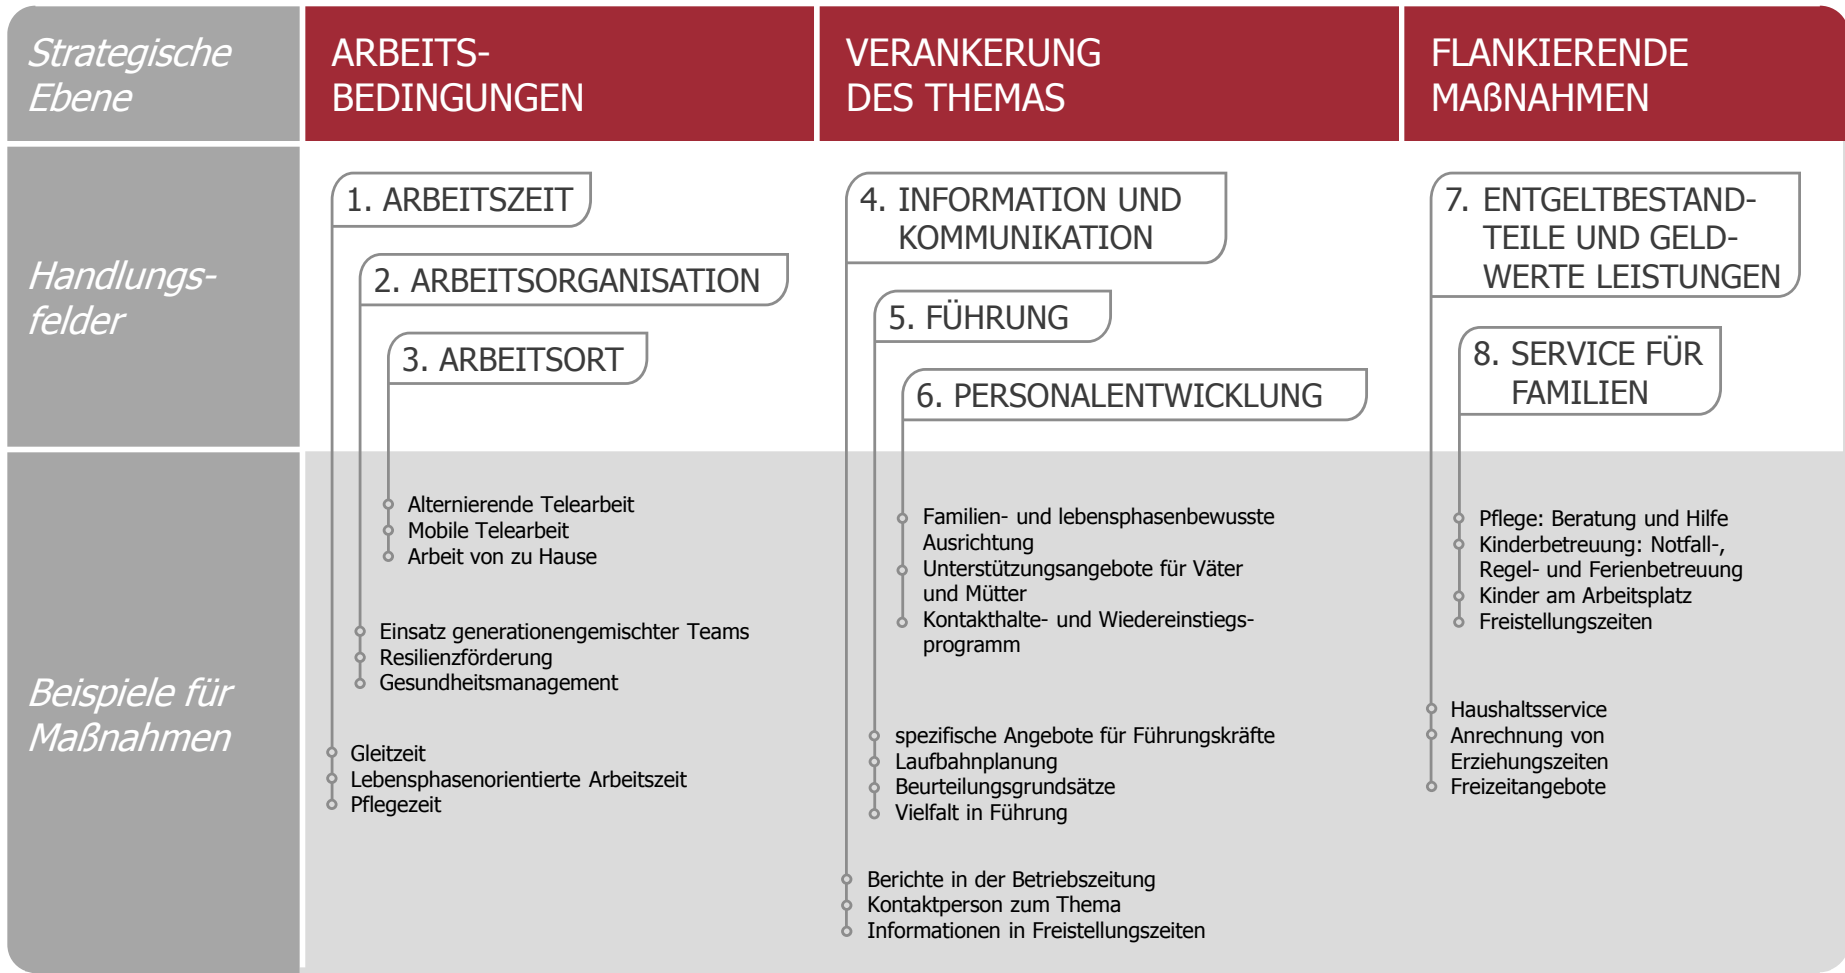 Strategische
Ebene
ARBEITS-
BEDINGUNGEN
VERANKERUNG
DES THEMAS
FLANKIERENDE
MAßNAHMEN
Handlungs-
felder
1. ARBEITSZEIT
2. ARBEITSORGANISATION
3. ARBEITSORT
4. INFORMATION UND
KOMMUNIKATION
5. FÜHRUNG
6. PERSONALENTWICKLUNG
7. ENTGELTBESTAND-
TEILE UND GELD-
WERTE LEISTUNGEN
8. SERVICE FÜR
FAMILIEN
Beispiele für
Maßnahmen
Alternierende Telearbeit
Mobile Telearbeit
Arbeit von zu Hause
Einsatz generationengemischter Teams
Resilienzförderung
Gesundheitsmanagement
Gleitzeit
Lebensphasenorientierte Arbeitszeit
Pflegezeit
Familien- und lebensphasenbewusste
Ausrichtung
Unterstützungsangebote für Väter
und Mütter
Kontakthalte- und Wiedereinstiegs-
programm
spezifische Angebote für Führungskräfte
Laufbahnplanung
Beurteilungsgrundsätze
Vielfalt in Führung
Berichte in der Betriebszeitung
Kontaktperson zum Thema
Informationen in Freistellungszeiten
Pflege: Beratung und Hilfe
Kinderbetreuung: Notfall-,
Regel- und Ferienbetreuung
Kinder am Arbeitsplatz
Freistellungszeiten
Haushaltsservice
Anrechnung von
Erziehungszeiten
Freizeitangebote